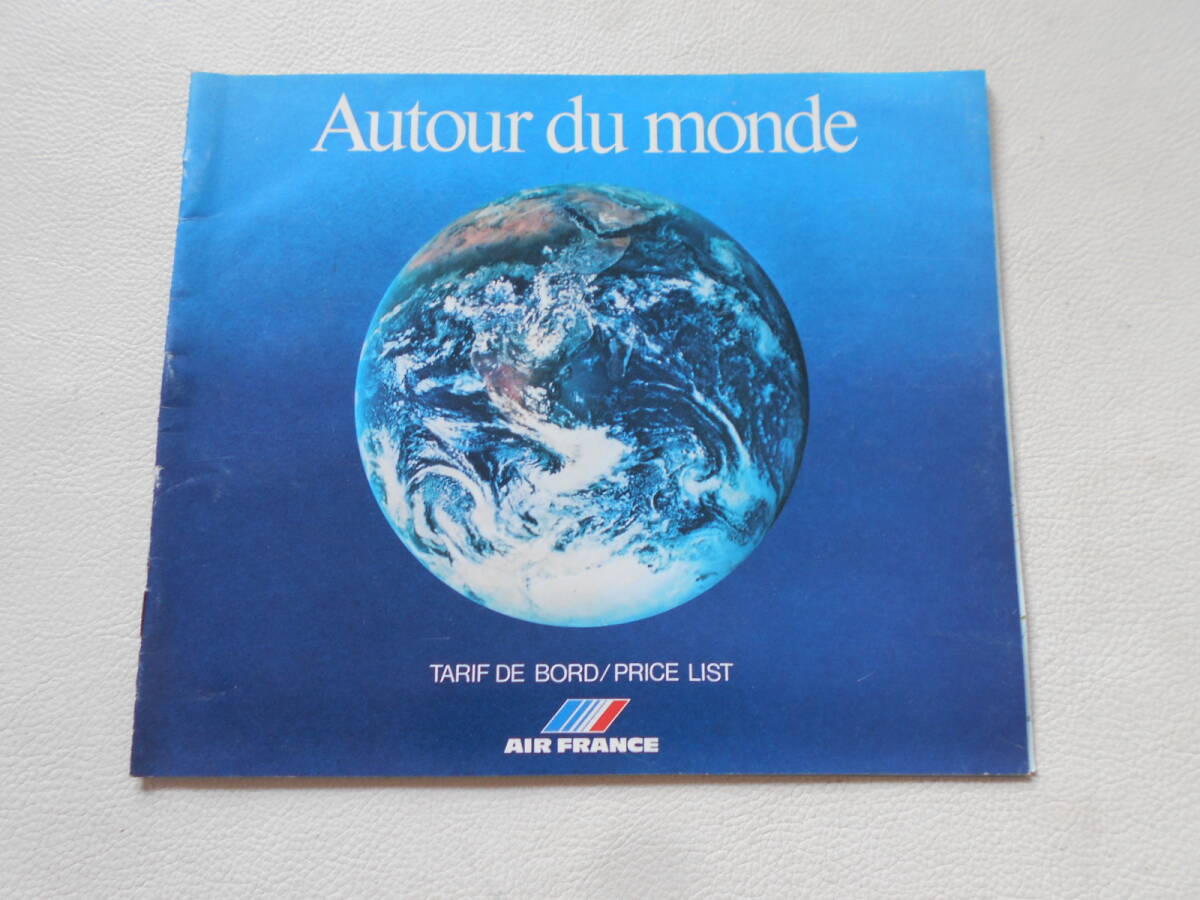 Autour du monde
TARIF DE BORD/PRICE LIST
AIR FRANCE